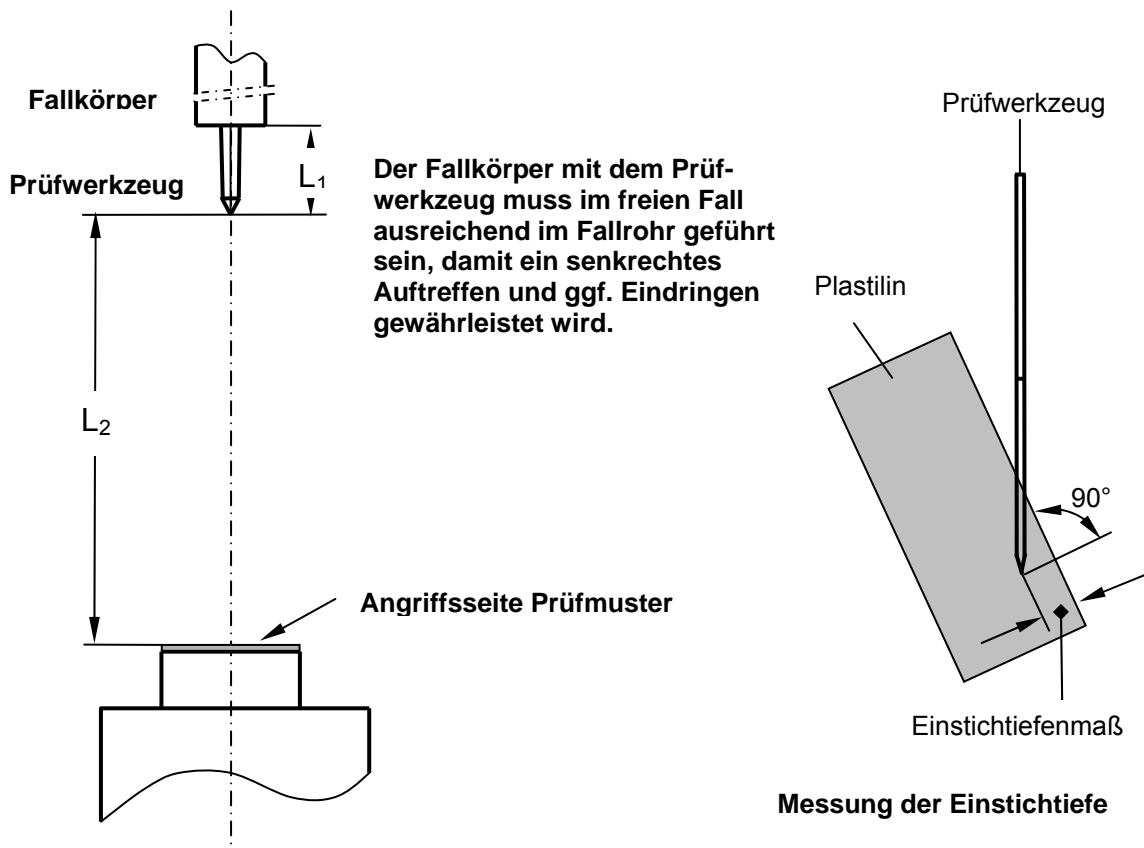 Fallkörper
Prüfwerkzeug
L₁
Der Fallkörper mit dem Prüf-
werkzeug muss im freien Fall
ausreichend im Fallrohr geführt
sein, damit ein senkrechtes
Auftreffen und ggf. Eindringen
gewährleistet wird.
L₂
Angriffsseite Prüfmuster
Prüfwerkzeug
Plastilin
90°
Einstichtiefenmaß
Messung der Einstichtiefe